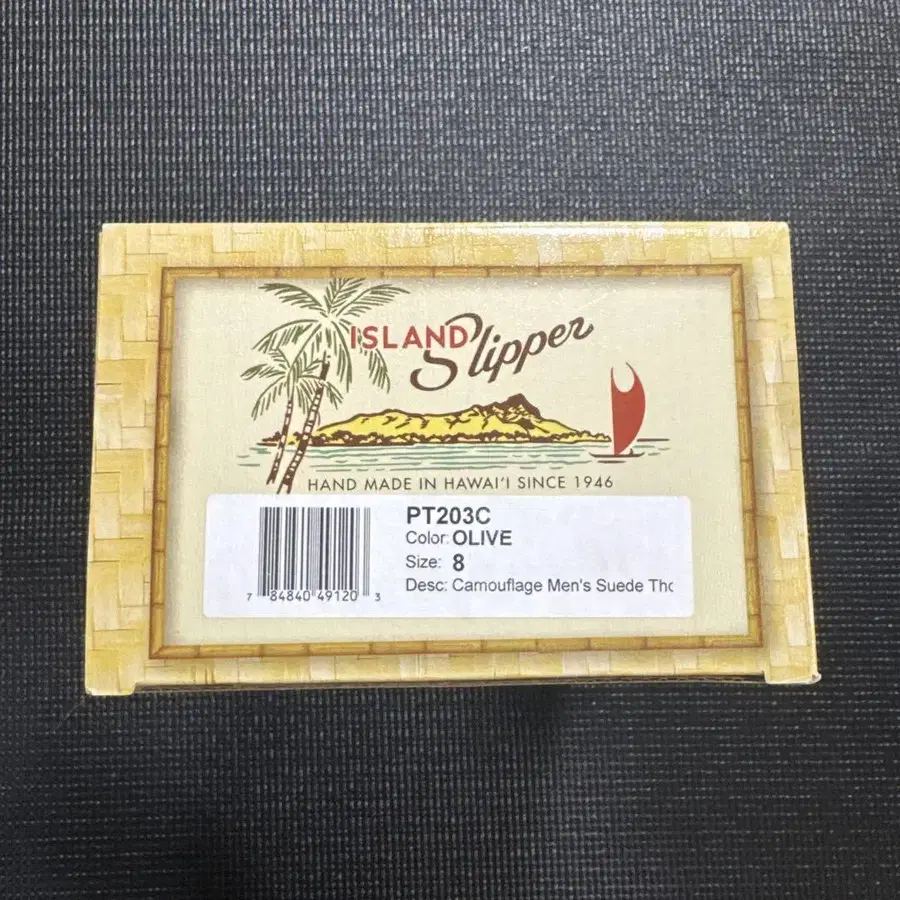 ISLAND Slipper
HAND MADE IN HAWAI'I SINCE 1946
PT203C
Color: OLIVE
Size: 8
Desc: Camouflage Men's Suede Tho
7 84840 49120 3